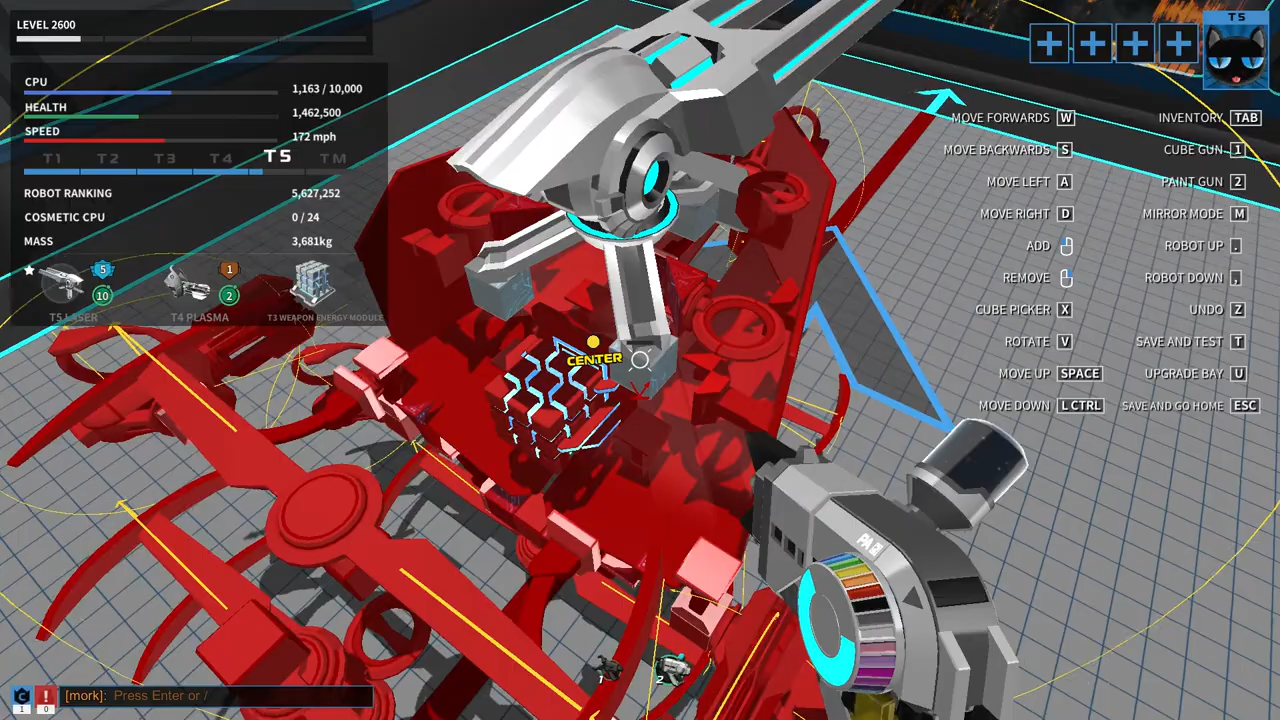 LEVEL 2600
CPU 1,163 / 10,000
HEALTH 1,462,500
SPEED 172 mph
T1 T2 T3 T4 T5 TM
ROBOT RANKING 5,627,252
COSMETIC CPU 0 / 24
MASS 3,681kg
5 1
10 2
T5 LASER T4 PLASMA T3 WEAPON ENERGY MODULE
T5
MOVE FORWARDS W INVENTORY TAB
MOVE BACKWARDS S CUBE GUN 1
MOVE LEFT A PAINT GUN 2
MOVE RIGHT D MIRROR MODE M
ADD ROBOT UP .
REMOVE ROBOT DOWN ,
CUBE PICKER X UNDO Z
ROTATE V SAVE AND TEST T
MOVE UP SPACE UPGRADE BAY U
MOVE DOWN L CTRL SAVE AND GO HOME ESC
CENTER
1 2
[mork]: Press Enter or /
1 0